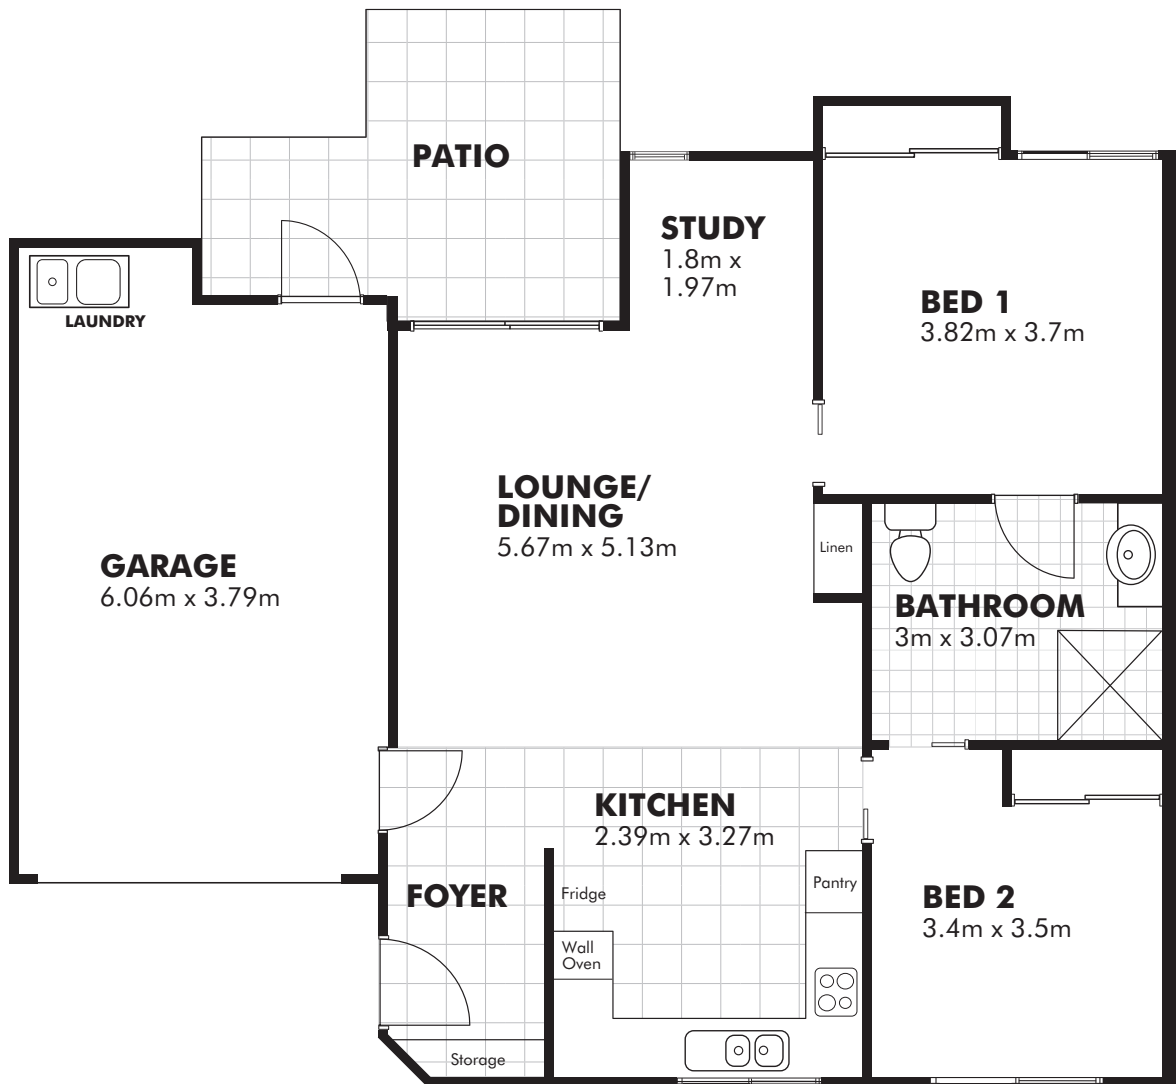 PATIO
STUDY
1.8m x
1.97m
BED 1
3.82m x 3.7m
LAUNDRY
LOUNGE/
DINING
5.67m x 5.13m
Linen
GARAGE
6.06m x 3.79m
BATHROOM
3m x 3.07m
KITCHEN
2.39m x 3.27m
FOYER
Fridge
Pantry
Wall
Oven
BED 2
3.4m x 3.5m
Storage